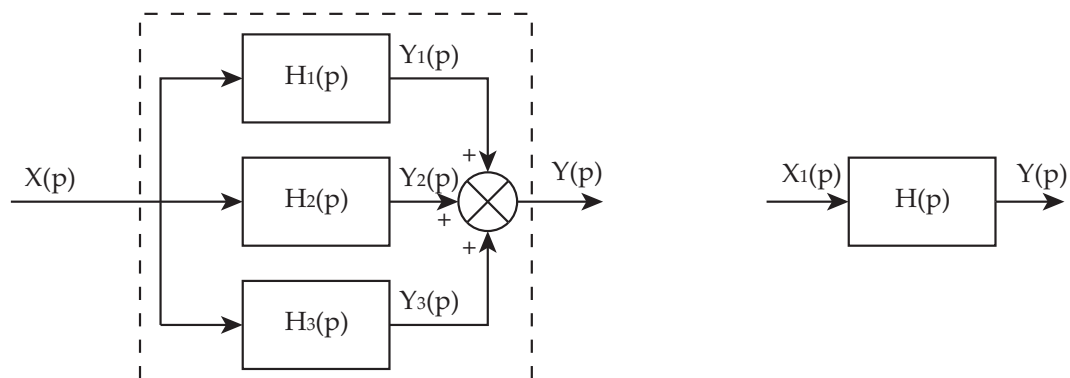 H₁(p)
Y₁(p)
+
X(p)
H₂(p)
Y₂(p)
+
Y(p)
+
H₃(p)
Y₃(p)
X₁(p)
H(p)
Y(p)